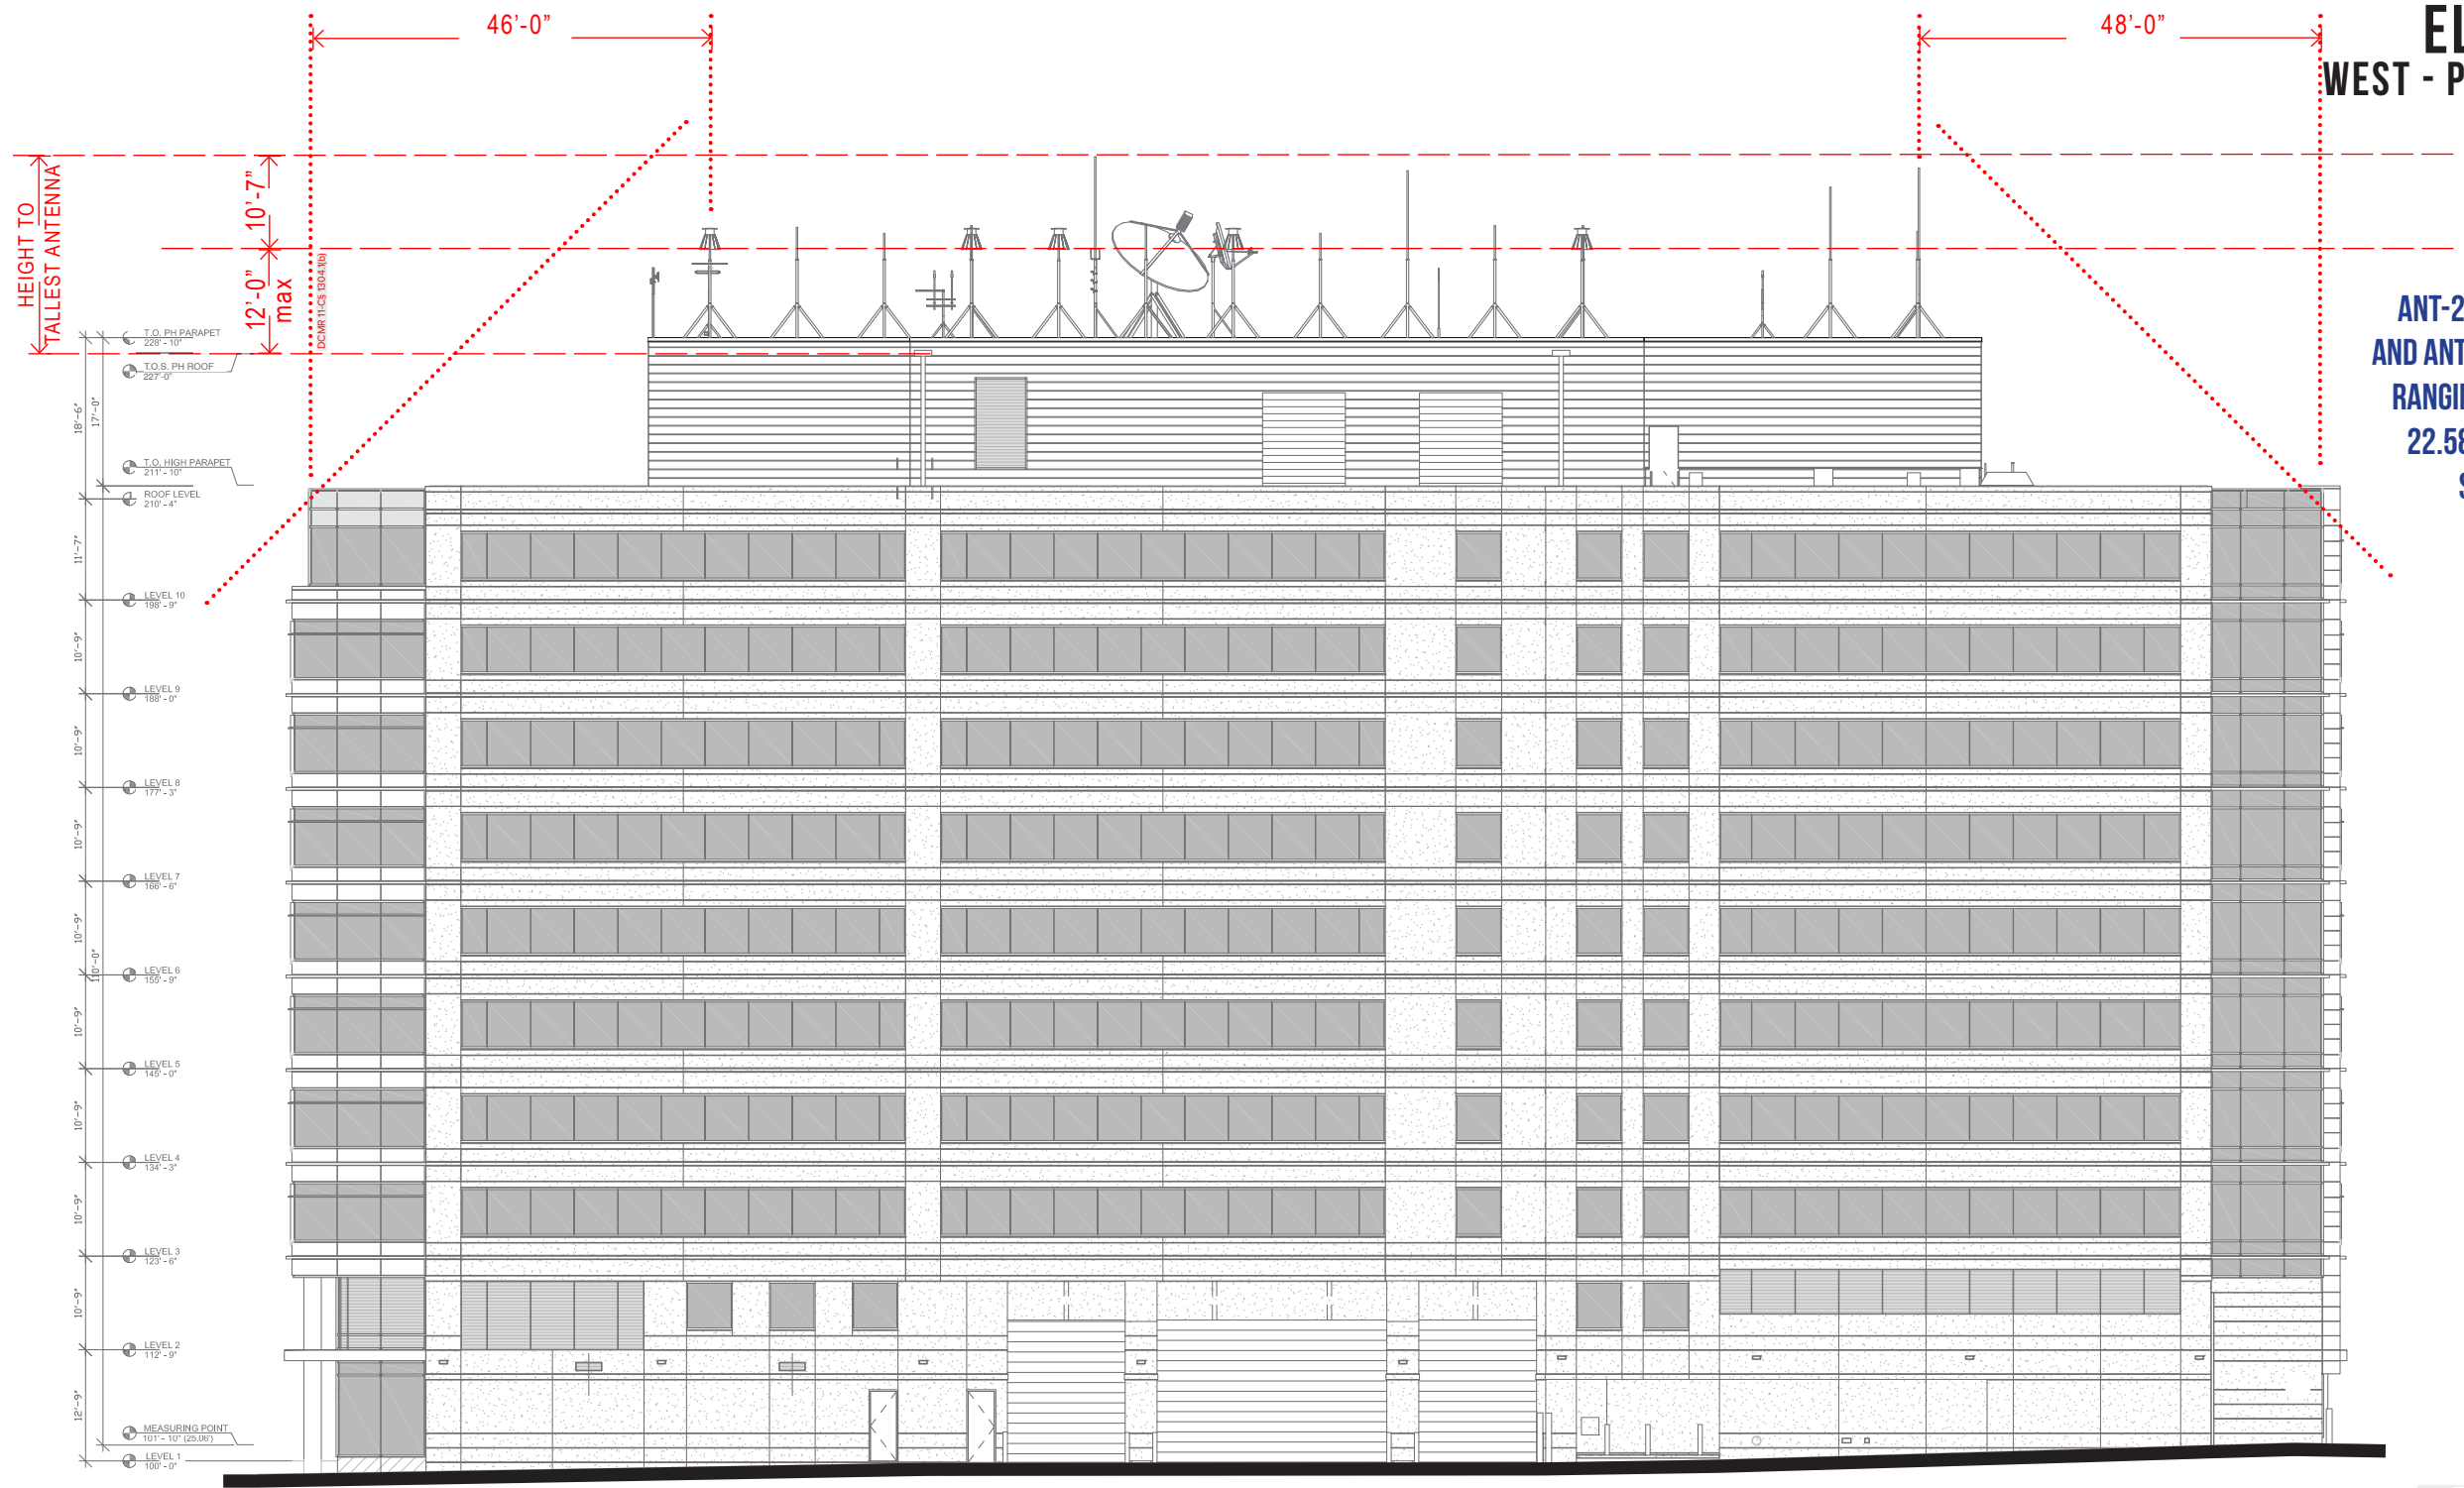 46'-0"
48'-0"
EL
WEST - P
HEIGHT TO
TALLEST ANTENNA
10'-7"
12'-0"
max
DCMR 11-C§ 1304.1(b)
ANT-2
AND ANT
RANGIN
22.58
S
T.O. PH PARAPET
228' - 10"
T.O.S. PH ROOF
227'-0"
18'-6"
17'-0"
T.O. HIGH PARAPET
211' - 10"
ROOF LEVEL
210' - 4"
11'-7"
LEVEL 10
198' - 9"
10'-9"
LEVEL 9
188' - 0"
10'-9"
LEVEL 8
177' - 3"
10'-9"
LEVEL 7
166' - 6"
10'-9"
110'-0"
LEVEL 6
155' - 9"
10'-9"
LEVEL 5
145' - 0"
10'-9"
LEVEL 4
134' - 3"
10'-9"
LEVEL 3
123' - 6"
10'-9"
LEVEL 2
112' - 9"
12'-9"
MEASURING POINT
101' - 10" (25.06')
LEVEL 1
100' - 0"